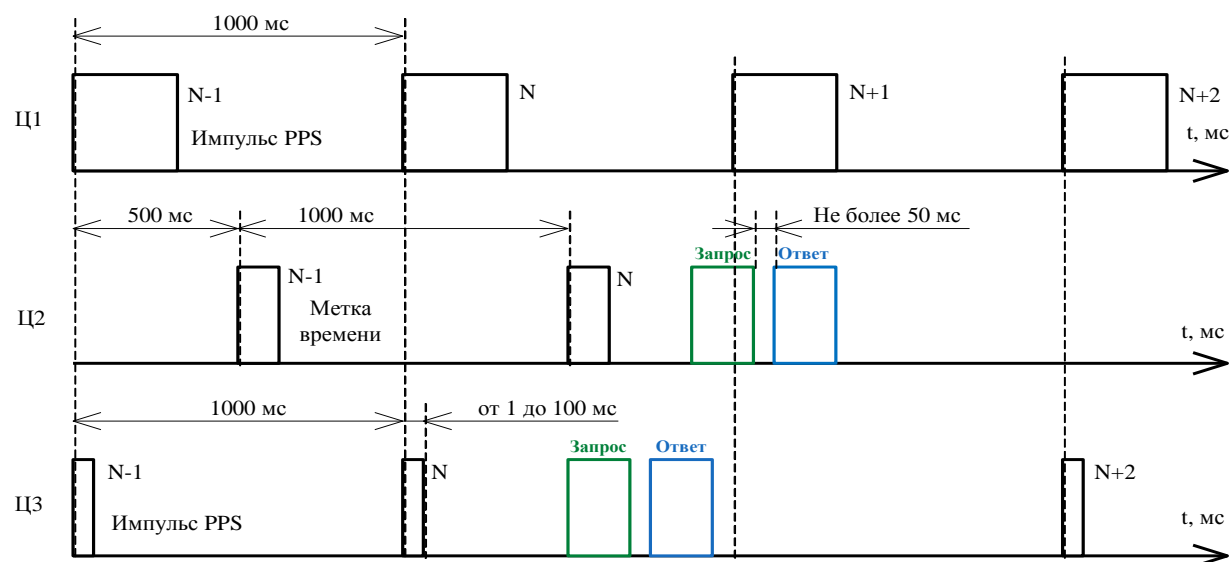 1000 мс
N-1
N
N+1
N+2
Ц1
Импульс PPS
t, мс
500 мс
1000 мс
Не более 50 мс
Запрос
Ответ
N-1
N
Ц2
Метка
времени
t, мс
1000 мс
от 1 до 100 мс
Запрос
Ответ
N-1
N
N+2
Ц3
Импульс PPS
t, мс